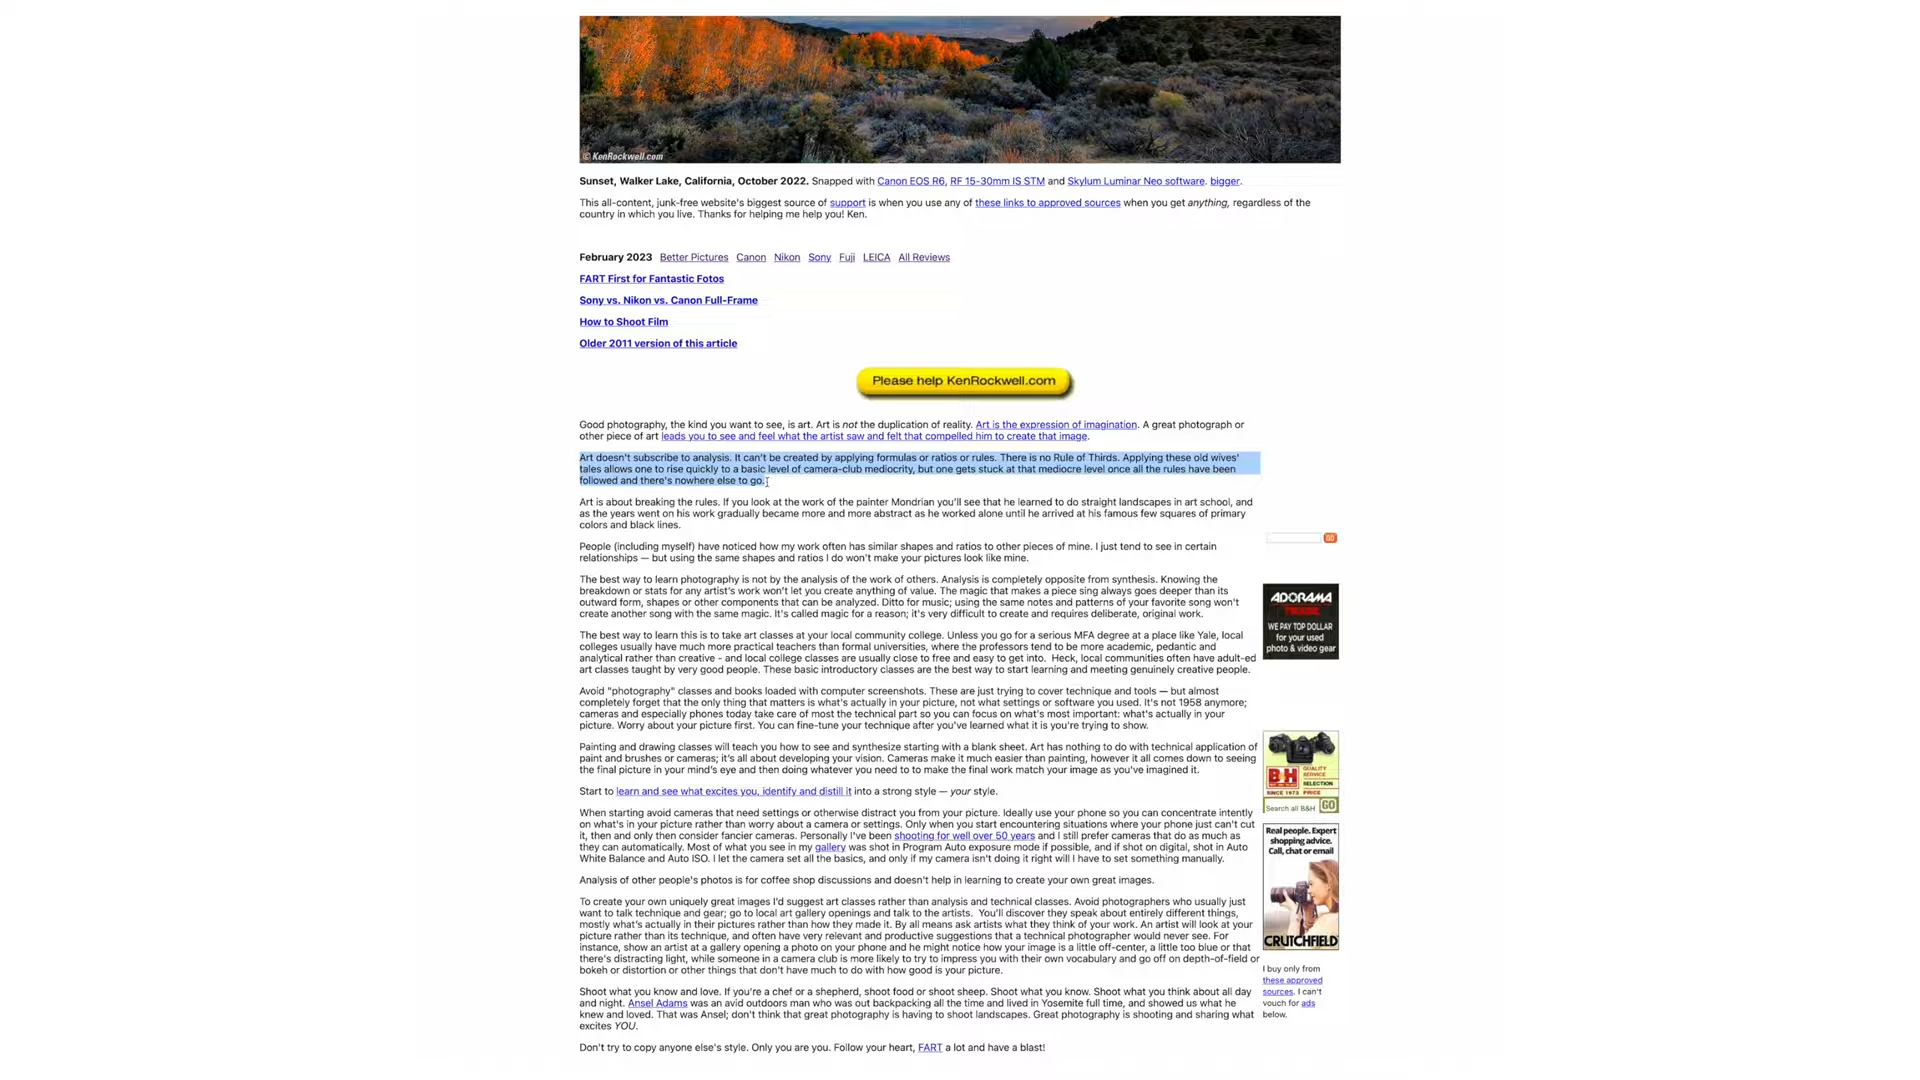 © KenRockwell.com
Sunset, Walker Lake, California, October 2022. Snapped with Canon EOS R6, RF 15-30mm IS STM and Skylum Luminar Neo software. bigger.
This all-content, junk-free website's biggest source of support is when you use any of these links to approved sources when you get anything, regardless of the
country in which you live. Thanks for helping me help you! Ken.
February 2023 Better Pictures Canon Nikon Sony Fuji LEICA All Reviews
FART First for Fantastic Fotos
Sony vs. Nikon vs. Canon Full-Frame
How to Shoot Film
Older 2011 version of this article
Please help KenRockwell.com
Good photography, the kind you want to see, is art. Art is not the duplication of reality. Art is the expression of imagination. A great photograph or
other piece of art leads you to see and feel what the artist saw and felt that compelled him to create that image.
Art doesn't subscribe to analysis. It can't be created by applying formulas or ratios or rules. There is no Rule of Thirds. Applying these old wives'
tales allows one to rise quickly to a basic level of camera-club mediocrity, but one gets stuck at that mediocre level once all the rules have been
followed and there's nowhere else to go.
Art is about breaking the rules. If you look at the work of the painter Mondrian you'll see that he learned to do straight landscapes in art school, and
as the years went on his work gradually became more and more abstract as he worked alone until he arrived at his famous few squares of primary
colors and black lines.
People (including myself) have noticed how my work often has similar shapes and ratios to other pieces of mine. I just tend to see in certain
relationships — but using the same shapes and ratios I do won't make your pictures look like mine.
The best way to learn photography is not by the analysis of the work of others. Analysis is completely opposite from synthesis. Knowing the
breakdown or stats for any artist's work won't let you create anything of value. The magic that makes a piece sing always goes deeper than its
outward form, shapes or other components that can be analyzed. Ditto for music; using the same notes and patterns of your favorite song won't
create another song with the same magic. It's called magic for a reason; it's very difficult to create and requires deliberate, original work.
The best way to learn this is to take art classes at your local community college. Unless you go for a serious MFA degree at a place like Yale, local
colleges usually have much more practical teachers than formal universities, where the professors tend to be more academic, pedantic and
analytical rather than creative - and local college classes are usually close to free and easy to get into. Heck, local communities often have adult-ed
art classes taught by very good people. These basic introductory classes are the best way to start learning and meeting genuinely creative people.
Avoid "photography" classes and books loaded with computer screenshots. These are just trying to cover technique and tools — but almost
completely forget that the only thing that matters is what's actually in your picture, not what settings or software you used. It's not 1958 anymore;
cameras and especially phones today take care of most the technical part so you can focus on what's most important: what's actually in your
picture. Worry about your picture first. You can fine-tune your technique after you've learned what it is you're trying to show.
Painting and drawing classes will teach you how to see and synthesize starting with a blank sheet. Art has nothing to do with technical application of
paint and brushes or cameras; it's all about developing your vision. Cameras make it much easier than painting, however it all comes down to seeing
the final picture in your mind's eye and then doing whatever you need to to make the final work match your image as you've imagined it.
Start to learn and see what excites you, identify and distill it into a strong style — your style.
When starting avoid cameras that need settings or otherwise distract you from your picture. Ideally use your phone so you can concentrate intently
on what's in your picture rather than worry about a camera or settings. Only when you start encountering situations where your phone just can't cut
it, then and only then consider fancier cameras. Personally I've been shooting for well over 50 years and I still prefer cameras that do as much as
they can automatically. Most of what you see in my gallery was shot in Program Auto exposure mode if possible, and if shot on digital, shot in Auto
White Balance and Auto ISO. I let the camera set all the basics, and only if my camera isn't doing it right will I have to set something manually.
Analysis of other people's photos is for coffee shop discussions and doesn't help in learning to create your own great images.
To create your own uniquely great images I'd suggest art classes rather than analysis and technical classes. Avoid photographers who usually just
want to talk technique and gear; go to local art gallery openings and talk to the artists. You'll discover they speak about entirely different things,
mostly what's actually in their pictures rather than how they made it. By all means ask artists what they think of your work. An artist will look at your
picture rather than its technique, and often have very relevant and productive suggestions that a technical photographer would never see. For
instance, show an artist at a gallery opening a photo on your phone and he might notice how your image is a little off-center, a little too blue or that
there's distracting light, while someone in a camera club is more likely to try to impress you with their own vocabulary and go off on depth-of-field or
bokeh or distortion or other things that don't have much to do with how good is your picture.
Shoot what you know and love. If you're a chef or a shepherd, shoot food or shoot sheep. Shoot what you know. Shoot what you think about all day
and night. Ansel Adams was an avid outdoors man who was out backpacking all the time and lived in Yosemite full time, and showed us what he
knew and loved. That was Ansel; don't think that great photography is having to shoot landscapes. Great photography is shooting and sharing what
excites YOU.
Don't try to copy anyone else's style. Only you are you. Follow your heart, FART a lot and have a blast!
GO
ADORAMA
TRADE
WE PAY TOP DOLLAR
for your used
photo & video gear
B&H
QUALITY
SERVICE
SELECTION
SINCE 1973 PRICE
Search all B&H GO
Real people. Expert
shopping advice.
Call, chat or email
CRUTCHFIELD
I buy only from
these approved
sources. I can't
vouch for ads
below.